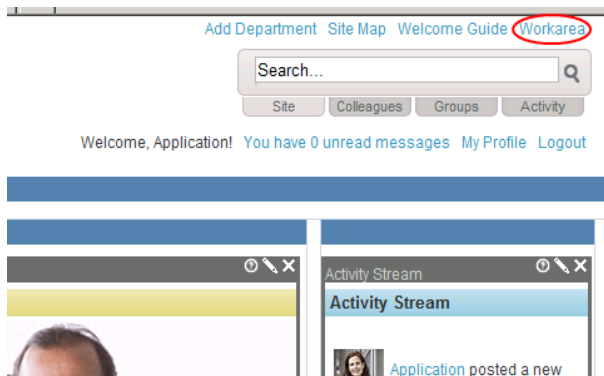 Add Department Site Map Welcome Guide Workarea
Search...
Site Colleagues Groups Activity
Welcome, Application! You have 0 unread messages My Profile Logout
Activity Stream
Activity Stream
Application posted a new